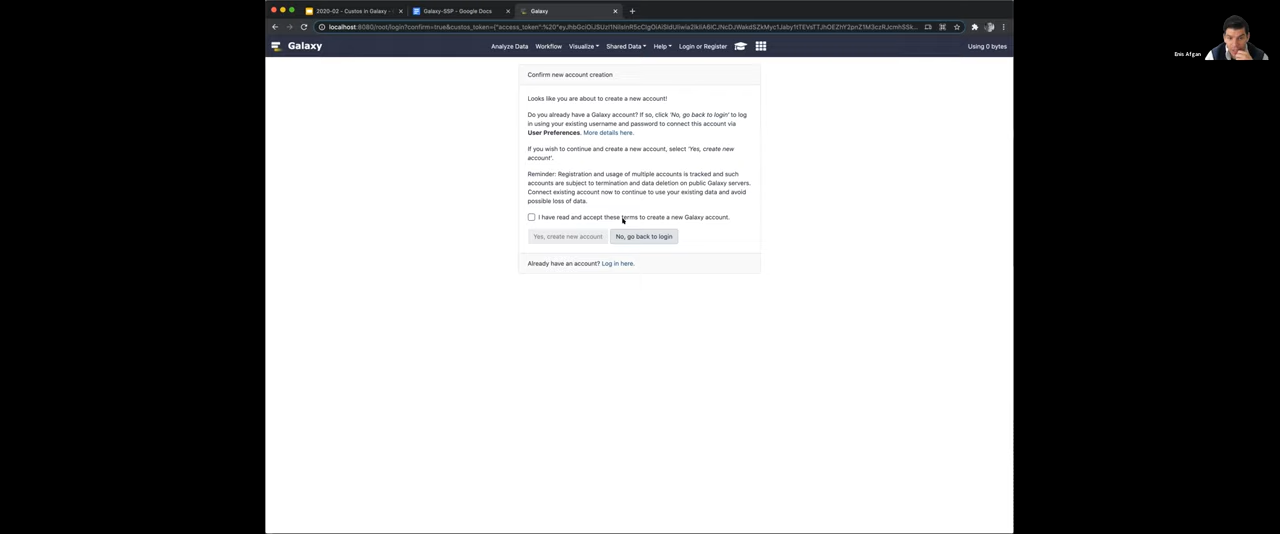 2020-02 - Custos in Galaxy -
Galaxy-SSP - Google Docs
Galaxy
Galaxy
Analyze Data
Workflow
Visualize
Shared Data
Help
Login or Register
Using 0 bytes
Enis Afgan
Confirm new account creation
Looks like you are about to create a new account!
Do you already have a Galaxy account? If so, click 'No, go back to login' to log
in using your existing username and password to connect this account via
User Preferences. More details here.
If you wish to continue and create a new account, select 'Yes, create new
account'.
Reminder: Registration and usage of multiple accounts is tracked and such
accounts are subject to termination and data deletion on public Galaxy servers.
Connect existing account now to continue to use your existing data and avoid
possible loss of data.
I have read and accept these terms to create a new Galaxy account.
Yes, create new account
No, go back to login
Already have an account? Log in here.